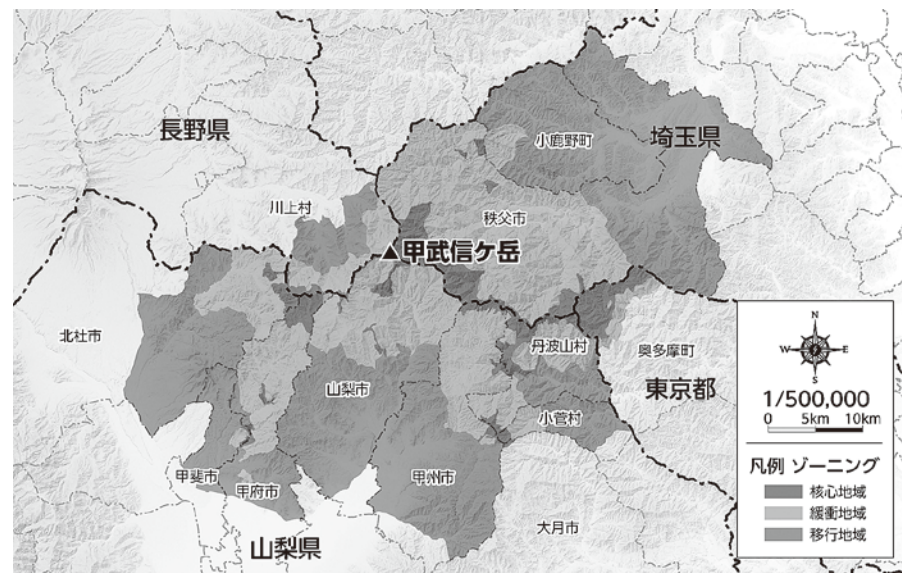 長野県
埼玉県
小鹿野町
川上村
秩父市
▲甲武信ケ岳
北杜市
丹波山村
奥多摩町
山梨市
東京都
小菅村
甲斐市
甲府市
甲州市
大月市
山梨県
N
W
E
S
1/500,000
0 5km 10km
凡例 ゾーニング
核心地域
緩衝地域
移行地域